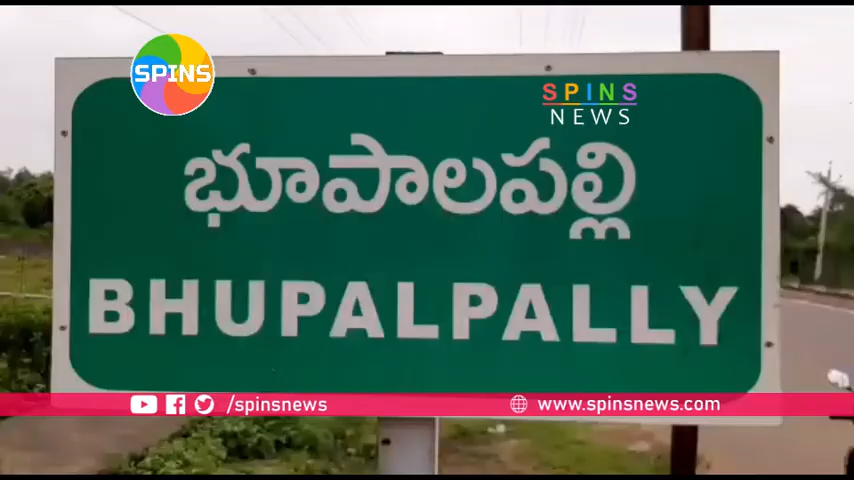 SPINS
SPINS
NEWS
భూపాలపల్లి
BHUPALPALLY
/spinsnews
www.spinsnews.com